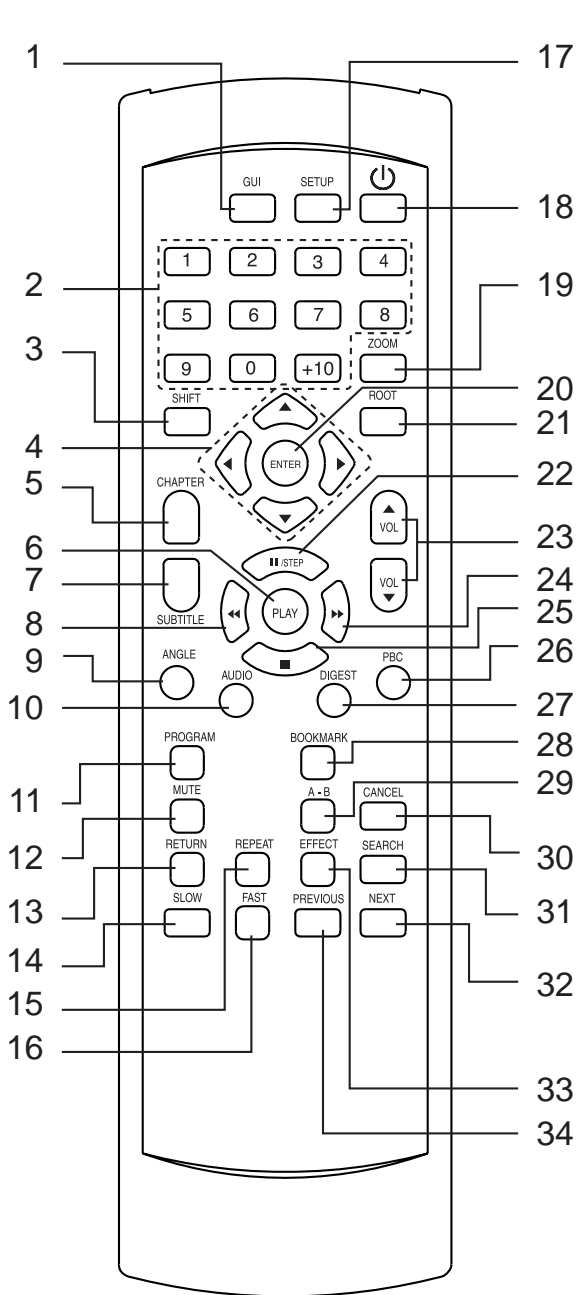 1 17
GUI SETUP
18
1 2 3 4
2
19
5 6 7 8
3
ZOOM
9 0 +10
20
SHIFT ROOT
21
4
ENTER
22
5
CHAPTER
VOL
23
6
II/STEP
VOL
7
24
8
PLAY
25
SUBTITLE
9
ANGLE PBC
26
AUDIO DIGEST
10 27
PROGRAM BOOKMARK
28
11
MUTE A - B CANCEL
29
12
30
RETURN REPEAT EFFECT SEARCH
13
31
SLOW FAST PREVIOUS NEXT
14
32
15
16
33
34